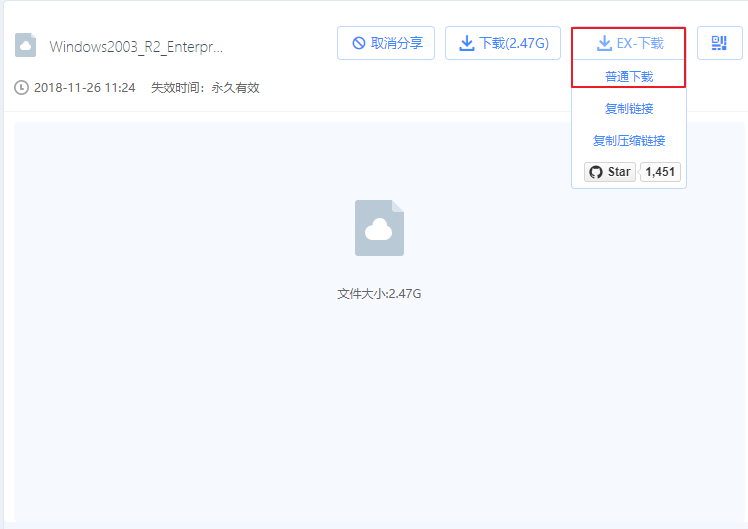 Windows2003_R2_Enterpr...
取消分享
下载(2.47G)
EX-下载
2018-11-26 11:24 失效时间：永久有效
普通下载
复制链接
复制压缩链接
Star 1,451
文件大小:2.47G